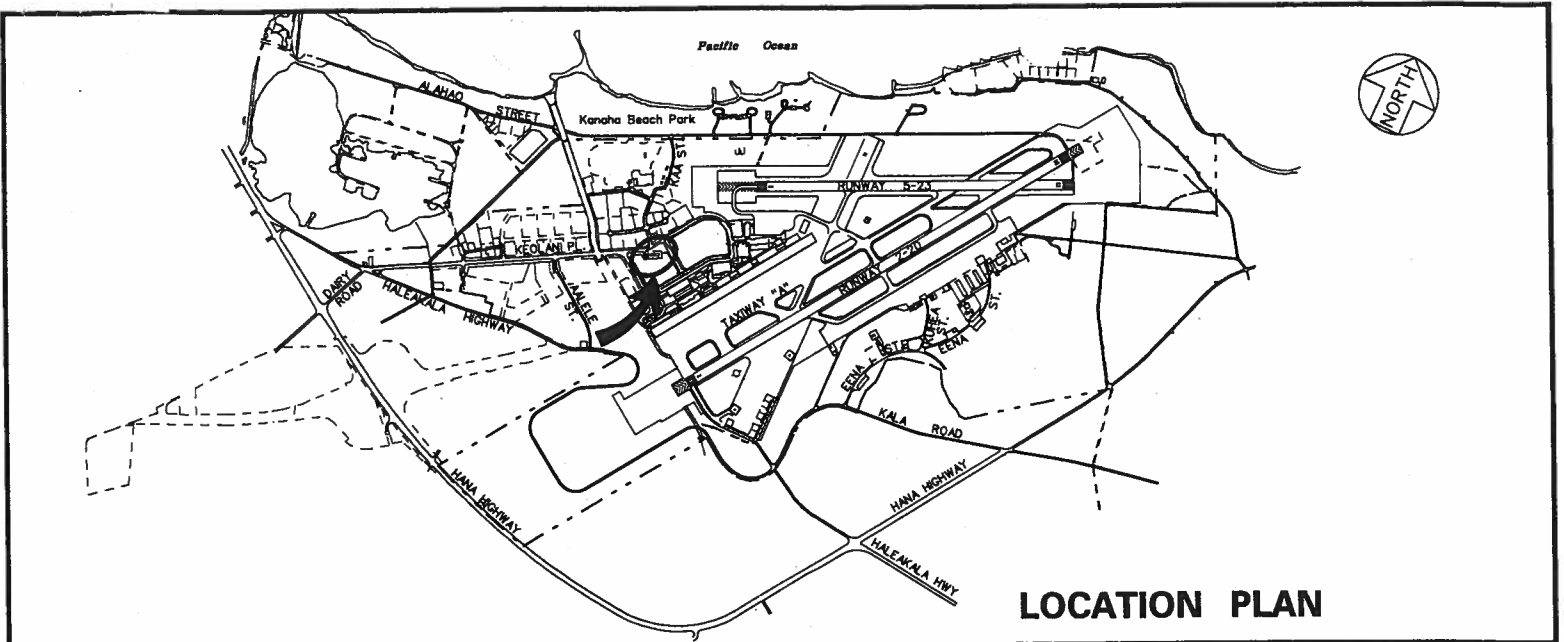 Pacific Ocean
NORTH
ALAHAO STREET
Kanaha Beach Park
KAA ST.
RUNWAY 5-23
KEOLANI PL.
DAIRY ROAD
HALEAKALA HIGHWAY
AALELE ST.
TAXIWAY "A"
RUNWAY 2-20
ST.
EENA
EENA ST.
KALA ROAD
HANA HIGHWAY
HANA HIGHWAY
HALEAKALA HWY
LOCATION PLAN